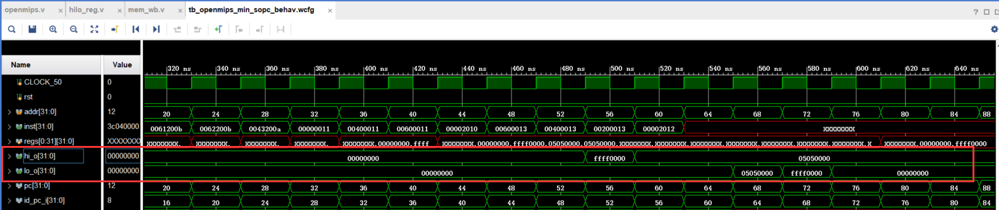 openmips.v × hilo_reg.v × mem_wb.v × tb_openmips_min_sopc_behav.wcfg ×
Name Value 320 ns 340 ns 360 ns 380 ns 400 ns 420 ns 440 ns 460 ns 480 ns 500 ns 520 ns 540 ns 560 ns 580 ns 600 ns 620 ns 640 ns
CLOCK_50 0
rst 0
addr[31:0] 12 20 24 28 32 36 40 44 48 52 56 60 64 68 72 76 80 84 88
inst[31:0] 3c040000 0061200b 0062200b 0043200a 00000011 00400011 00600011 00002010 00600013 00400013 00200013 00002012 XXXXXXXX
regs[0:31][31:0] XXXXXXXX XXXXXXXX. XXXXXXXX. XXXXXXXX. XXXXXXXX.00000000.ffff XXXXXXXX.00000000.ffff0000.05050000.05050000.XXXXXXXX.XXXXXXXX.XXXXXXXX.XXXXXXXX.XXXXXXXX.XXXXXXXX.X XXXXXXXX.00000000.ffff0000
hi_o[31:0] 00000000 00000000 ffff0000 05050000
lo_o[31:0] 00000000 00000000 05050000 ffff0000 00000000
pc[31:0] 12 20 24 28 32 36 40 44 48 52 56 60 64 68 72 76 80 84 88
id_pc_i[31:0] 8 16 20 24 28 32 36 40 44 48 52 56 60 64 68 72 76 80 84